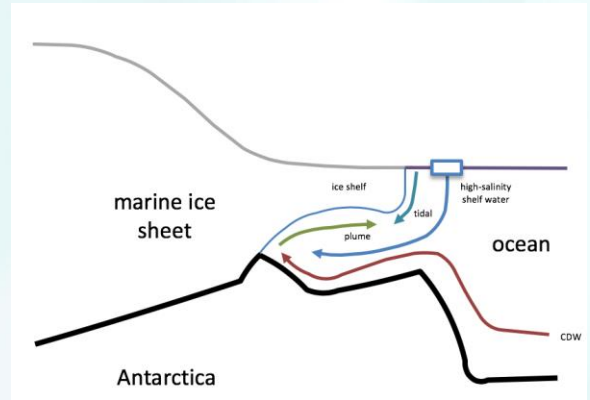 ice shelf
high-salinity
shelf water
marine ice
sheet
tidal
plume
ocean
CDW
Antarctica